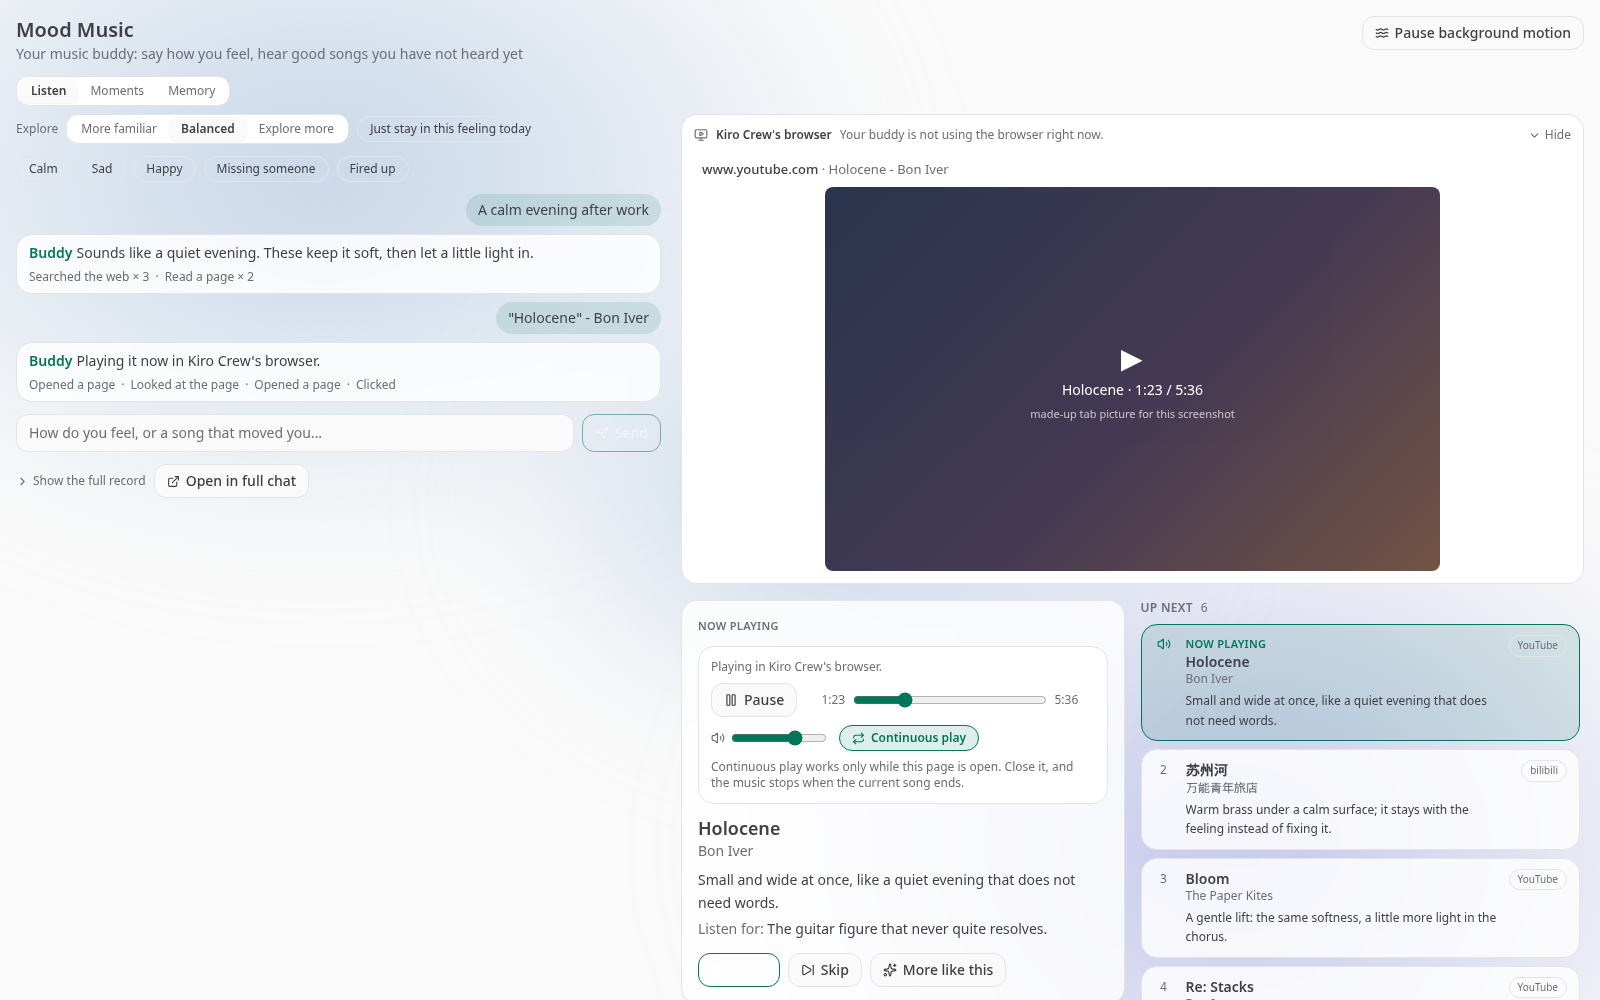 Mood Music
Your music buddy: say how you feel, hear good songs you have not heard yet
Pause background motion
Listen
Moments
Memory
Explore
More familiar
Balanced
Explore more
Just stay in this feeling today
Calm
Sad
Happy
Missing someone
Fired up
A calm evening after work
Buddy Sounds like a quiet evening. These keep it soft, then let a little light in.
Searched the web × 3 · Read a page × 2
"Holocene" - Bon Iver
Buddy Playing it now in Kiro Crew's browser.
Opened a page · Looked at the page · Opened a page · Clicked
How do you feel, or a song that moved you...
Send
Show the full record
Open in full chat
Kiro Crew's browser Your buddy is not using the browser right now.
Hide
www.youtube.com · Holocene - Bon Iver
Holocene · 1:23 / 5:36
made-up tab picture for this screenshot
NOW PLAYING
Playing in Kiro Crew's browser.
Pause
1:23
5:36
Continuous play
Continuous play works only while this page is open. Close it, and
the music stops when the current song ends.
Holocene
Bon Iver
Small and wide at once, like a quiet evening that does not
need words.
Listen for: The guitar figure that never quite resolves.
Skip
More like this
UP NEXT 6
NOW PLAYING
YouTube
Holocene
Bon Iver
Small and wide at once, like a quiet evening that does
not need words.
2
苏州河
bilibili
万能青年旅店
Warm brass under a calm surface; it stays with the
feeling instead of fixing it.
3
Bloom
YouTube
The Paper Kites
A gentle lift: the same softness, a little more light in the
chorus.
4
Re: Stacks
YouTube